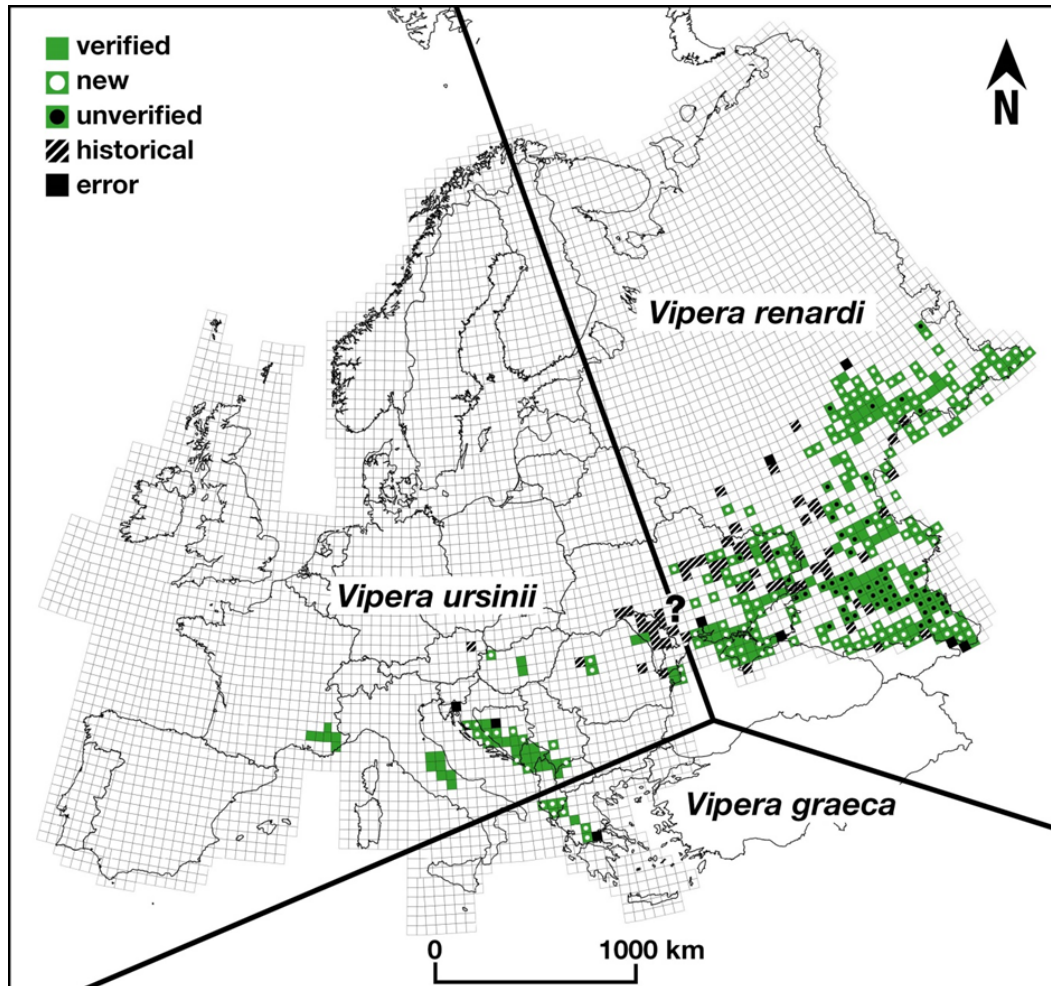 verified
new
unverified
historical
error
N
Vipera renardi
Vipera ursinii
?
Vipera graeca
0 1000 km